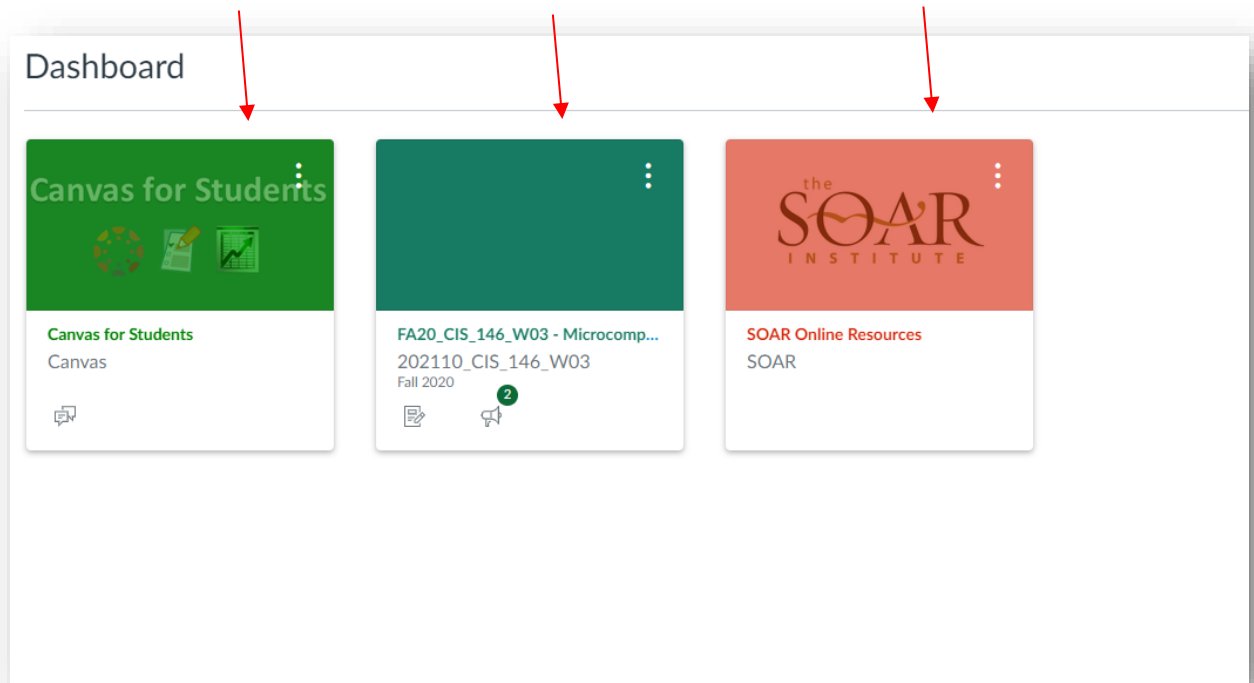 Dashboard
Canvas for Students
Canvas for Students
Canvas
FA20_CIS_146_W03 - Microcomp...
202110_CIS_146_W03
Fall 2020
2
the
SOAR
INSTITUTE
SOAR Online Resources
SOAR